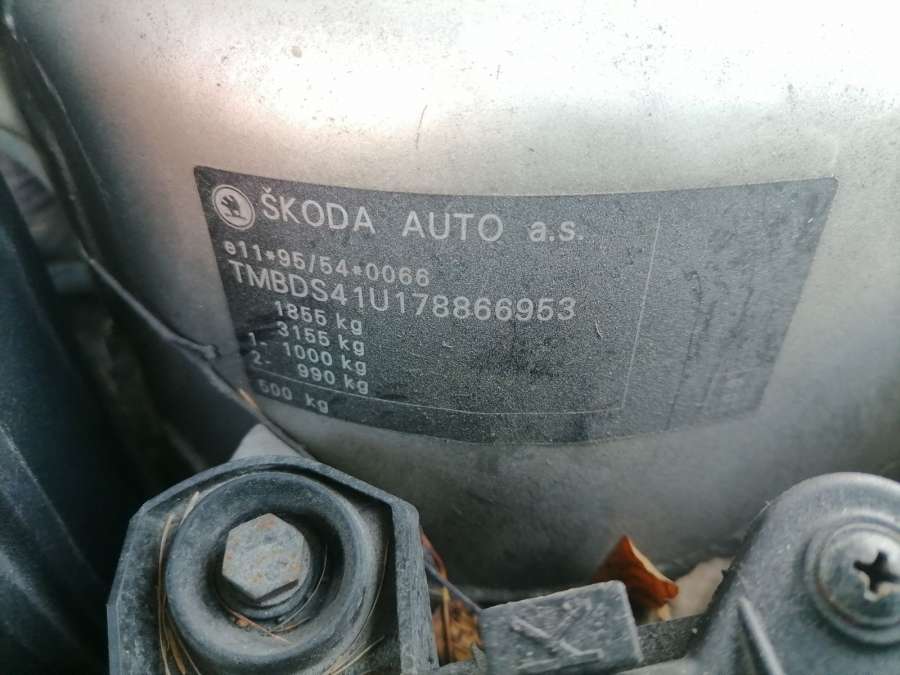 ŠKODA AUTO a.s.
e11*95/54*0066
TMBDS41U178866953
1855 kg
3155 kg
1- 1000 kg
2- 990 kg
500 kg